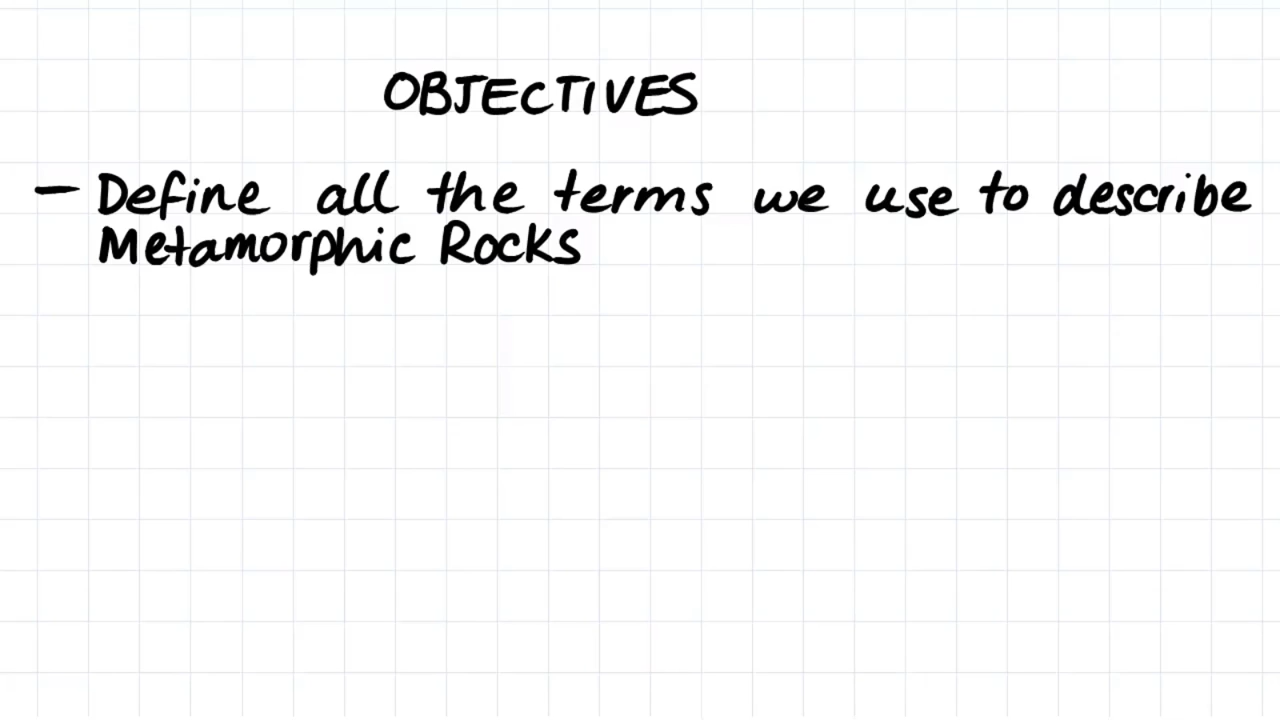 OBJECTIVES
– Define all the terms we use to describe
Metamorphic Rocks